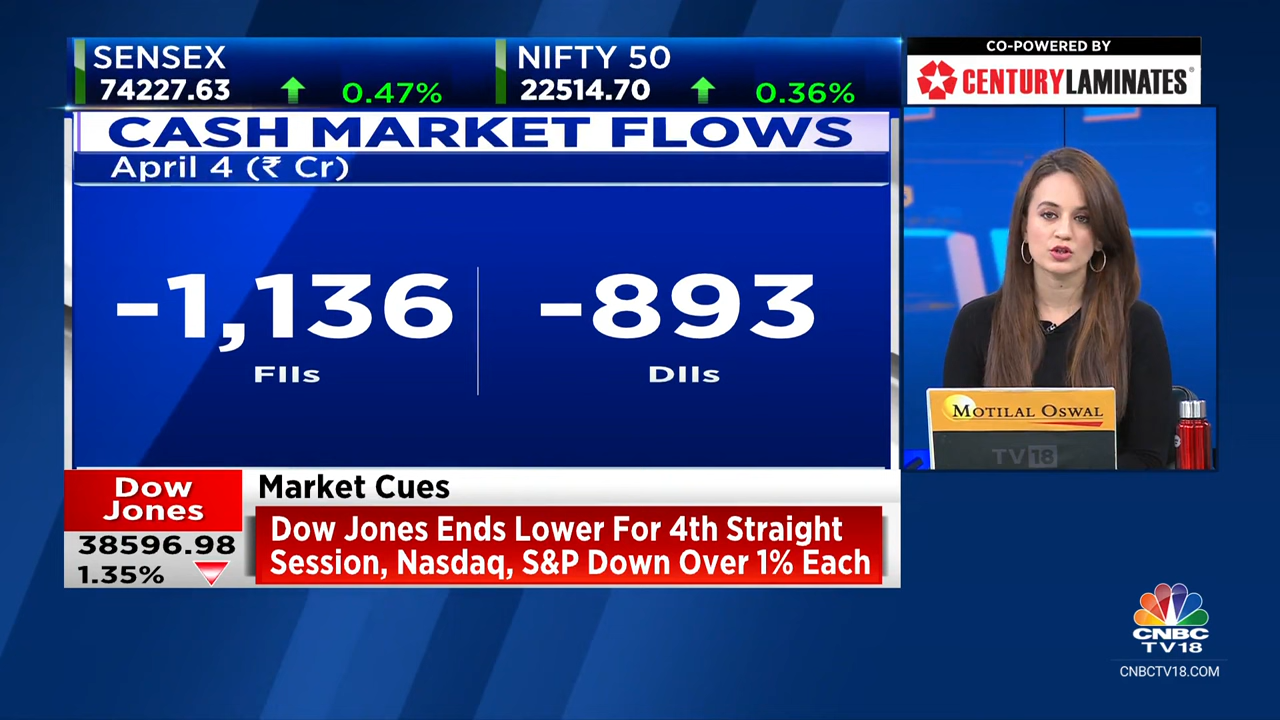 SENSEX
74227.63 0.47%
NIFTY 50
22514.70 0.36%
CO-POWERED BY
CENTURYLAMINATES®
CASH MARKET FLOWS
April 4 (₹ Cr)
-1,136
FIIs
-893
DIIs
MOTILAL OSWAL
TV18
Dow
Jones
38596.98
1.35%
Market Cues
Dow Jones Ends Lower For 4th Straight
Session, Nasdaq, S&P Down Over 1% Each
CNBC
TV18
CNBCTV18.COM